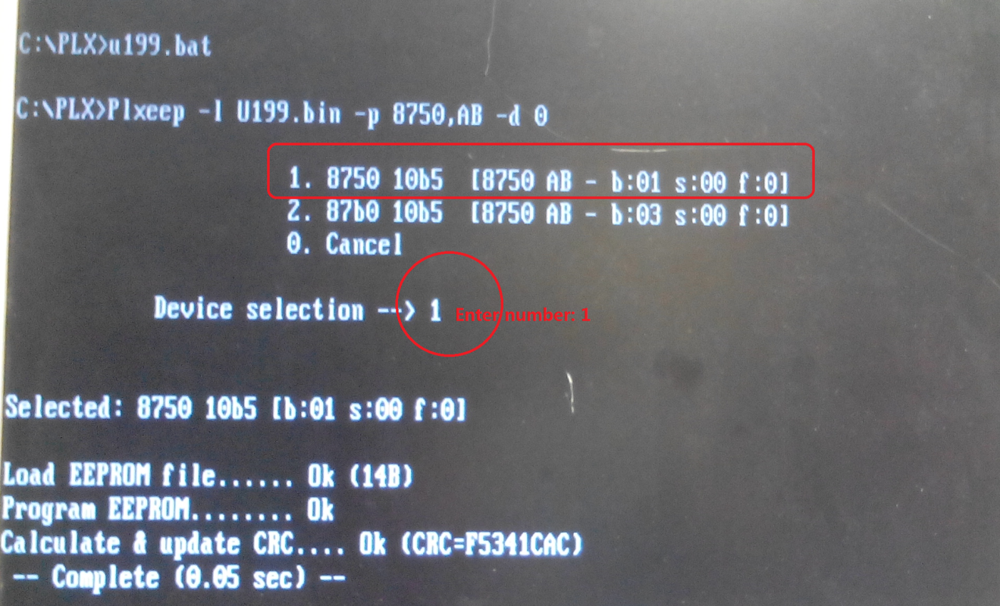 C:\PLX>u199.bat
C:\PLX>Plxeep -l U199.bin -p 8750,AB -d 0
1. 8750 10b5 [8750 AB - b:01 s:00 f:0]
2. 87b0 10b5 [8750 AB - b:03 s:00 f:0]
0. Cancel
Device selection --> 1 Enter number: 1
Selected: 8750 10b5 [b:01 s:00 f:0]
Load EEPROM file...... Ok (14B)
Program EEPROM........ Ok
Calculate & update CRC.... Ok (CRC=F5341CAC)
-- Complete (0.05 sec) --